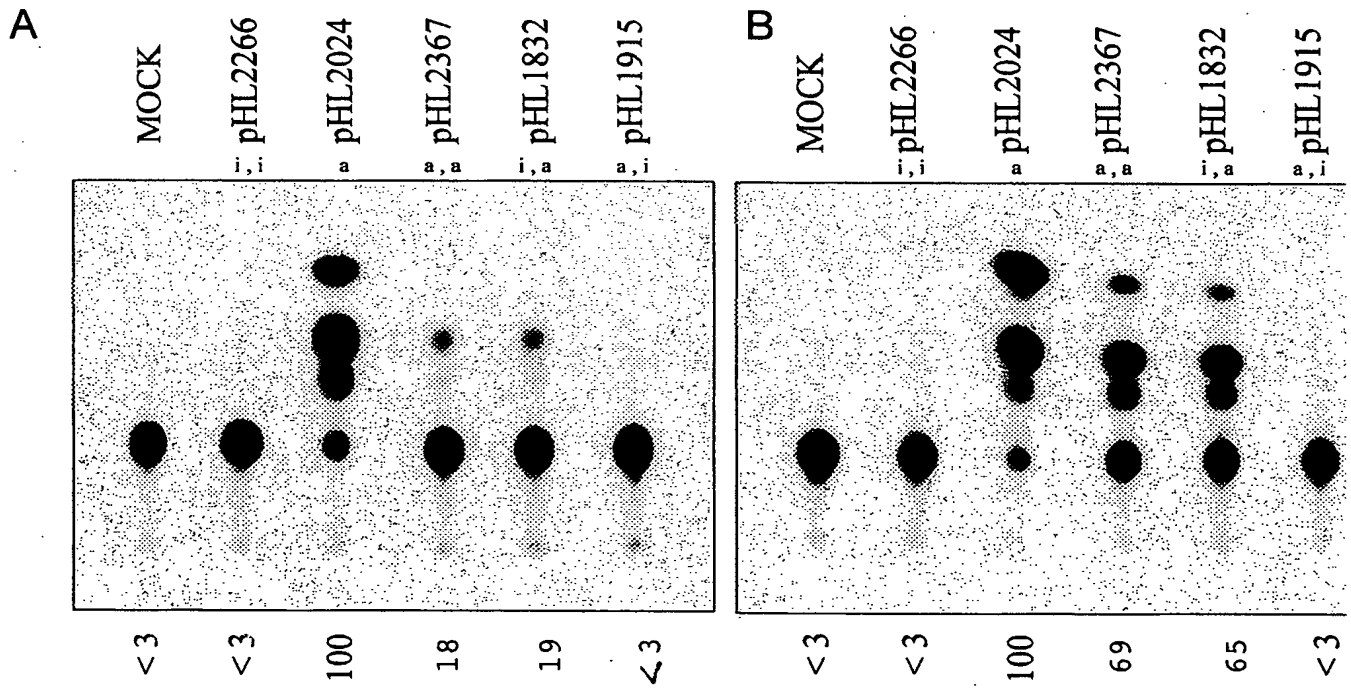 A
MOCK
pHL2266
pHL2024
pHL2367
pHL1832
pHL1915
i,i
a
a,a
i,a
a,i
<3
<3
100
18
19
<3
B
MOCK
pHL2266
pHL2024
pHL2367
pHL1832
pHL1915
i,i
a
a,a
i,a
a,i
<3
<3
100
69
65
<3